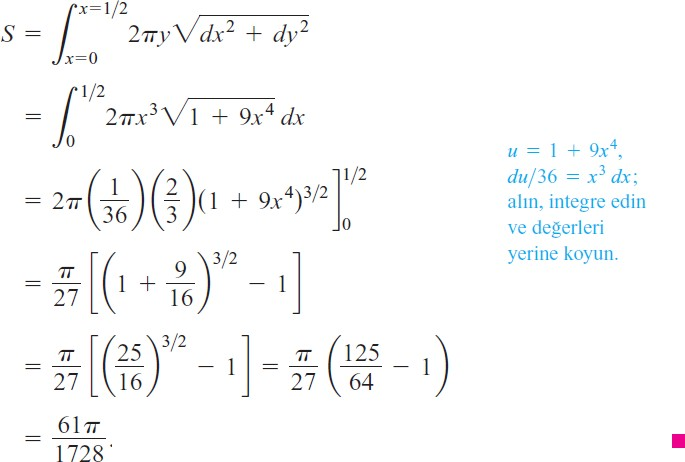 S = ∫_{x=0}^{x=1/2} 2πy√(dx² + dy²)
= ∫_0^{1/2} 2πx³√(1 + 9x⁴) dx
u = 1 + 9x⁴,
du/36 = x³ dx;
alın, integre edin
ve değerleri
yerine koyun.
= 2π(1/36)(2/3)(1 + 9x⁴)^{3/2}]_0^{1/2}
= π/27 [(1 + 9/16)^{3/2} − 1]
= π/27 [(25/16)^{3/2} − 1] = π/27 (125/64 − 1)
= 61π/1728.